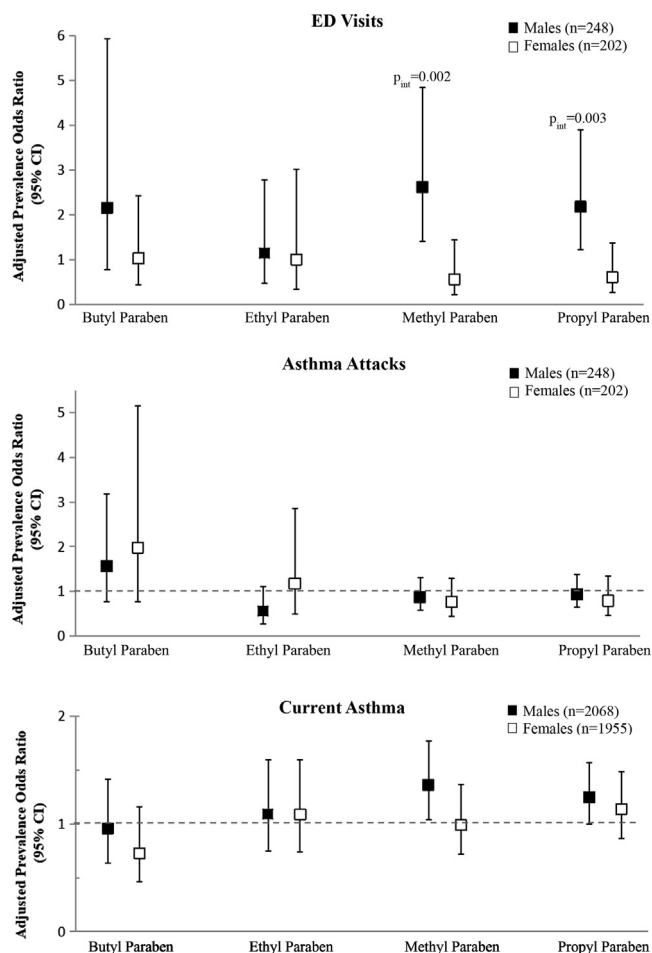 ED Visits
Males (n=248)
Females (n=202)
Adjusted Prevalence Odds Ratio
(95% CI)
6
5
4
3
2
1
0
p_int=0.002
p_int=0.003
Butyl Paraben
Ethyl Paraben
Methyl Paraben
Propyl Paraben
Asthma Attacks
Males (n=248)
Females (n=202)
Adjusted Prevalence Odds Ratio
(95% CI)
5
4
3
2
1
0
Butyl Paraben
Ethyl Paraben
Methyl Paraben
Propyl Paraben
Current Asthma
Males (n=2068)
Females (n=1955)
Adjusted Prevalence Odds Ratio
(95% CI)
2
1
0
Butyl Paraben
Ethyl Paraben
Methyl Paraben
Propyl Paraben